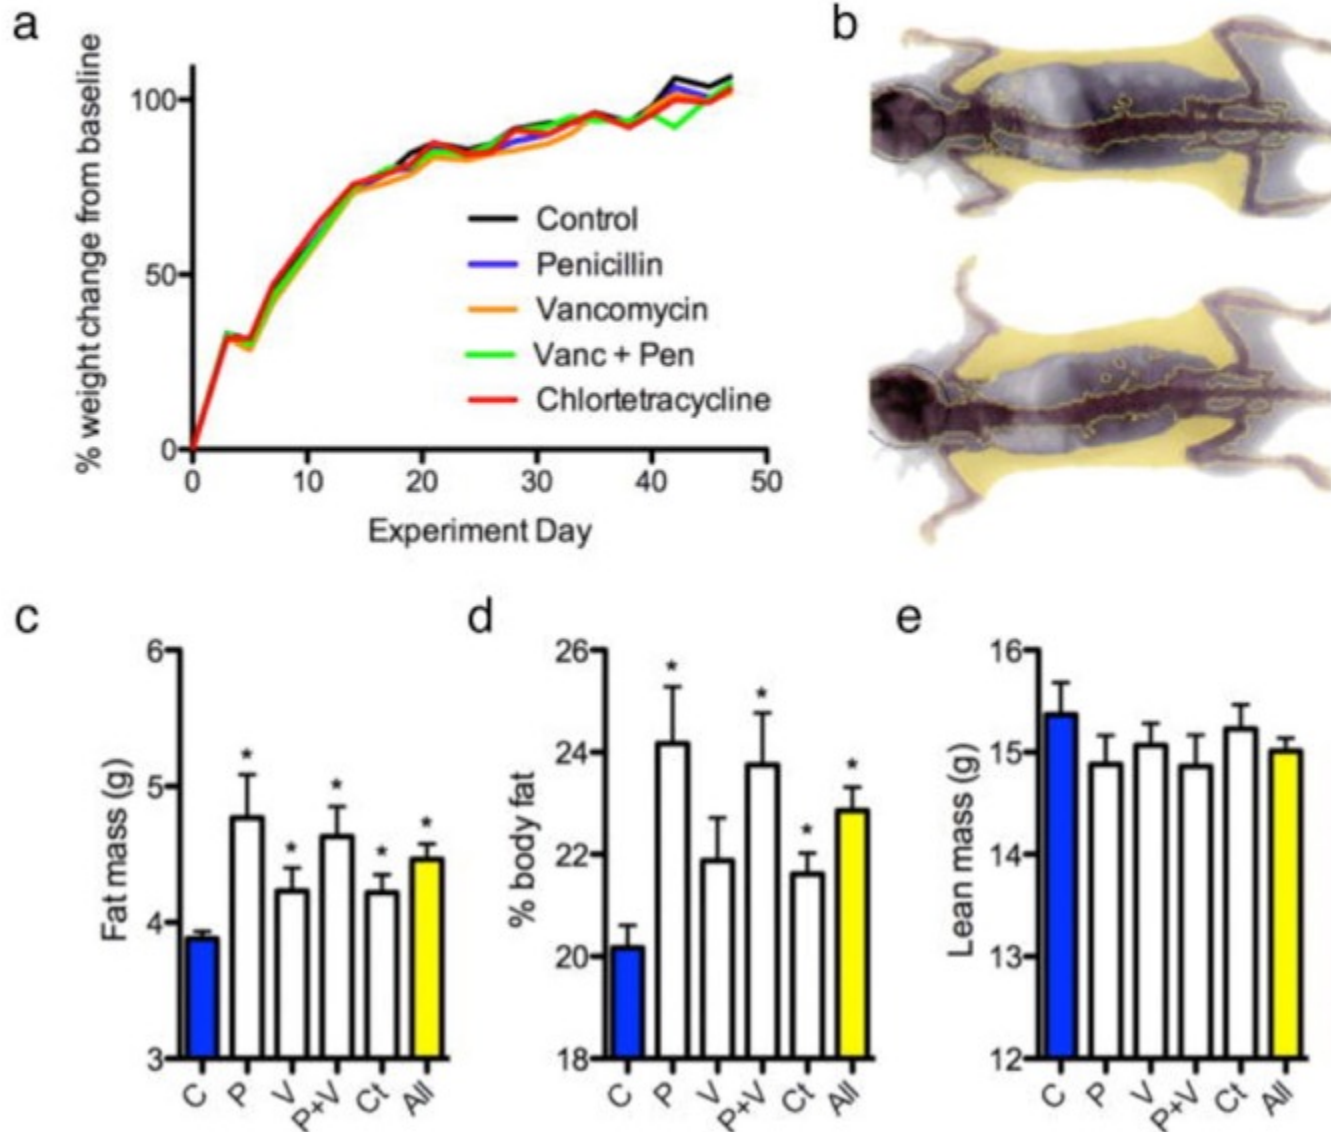 a
% weight change from baseline
100
50
0
0 10 20 30 40 50
Experiment Day
Control
Penicillin
Vancomycin
Vanc + Pen
Chlortetracycline
b
c
Fat mass (g)
6
5
4
3
* * * * *
C P V P+V Ct All
d
% body fat
26
24
22
20
18
* * * *
C P V P+V Ct All
e
Lean mass (g)
16
15
14
13
12
C P V P+V Ct All